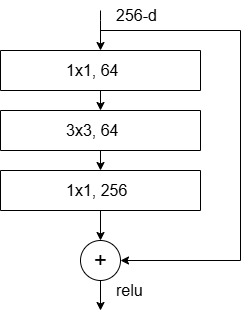 256-d
1x1, 64
3x3, 64
1x1, 256
+
relu